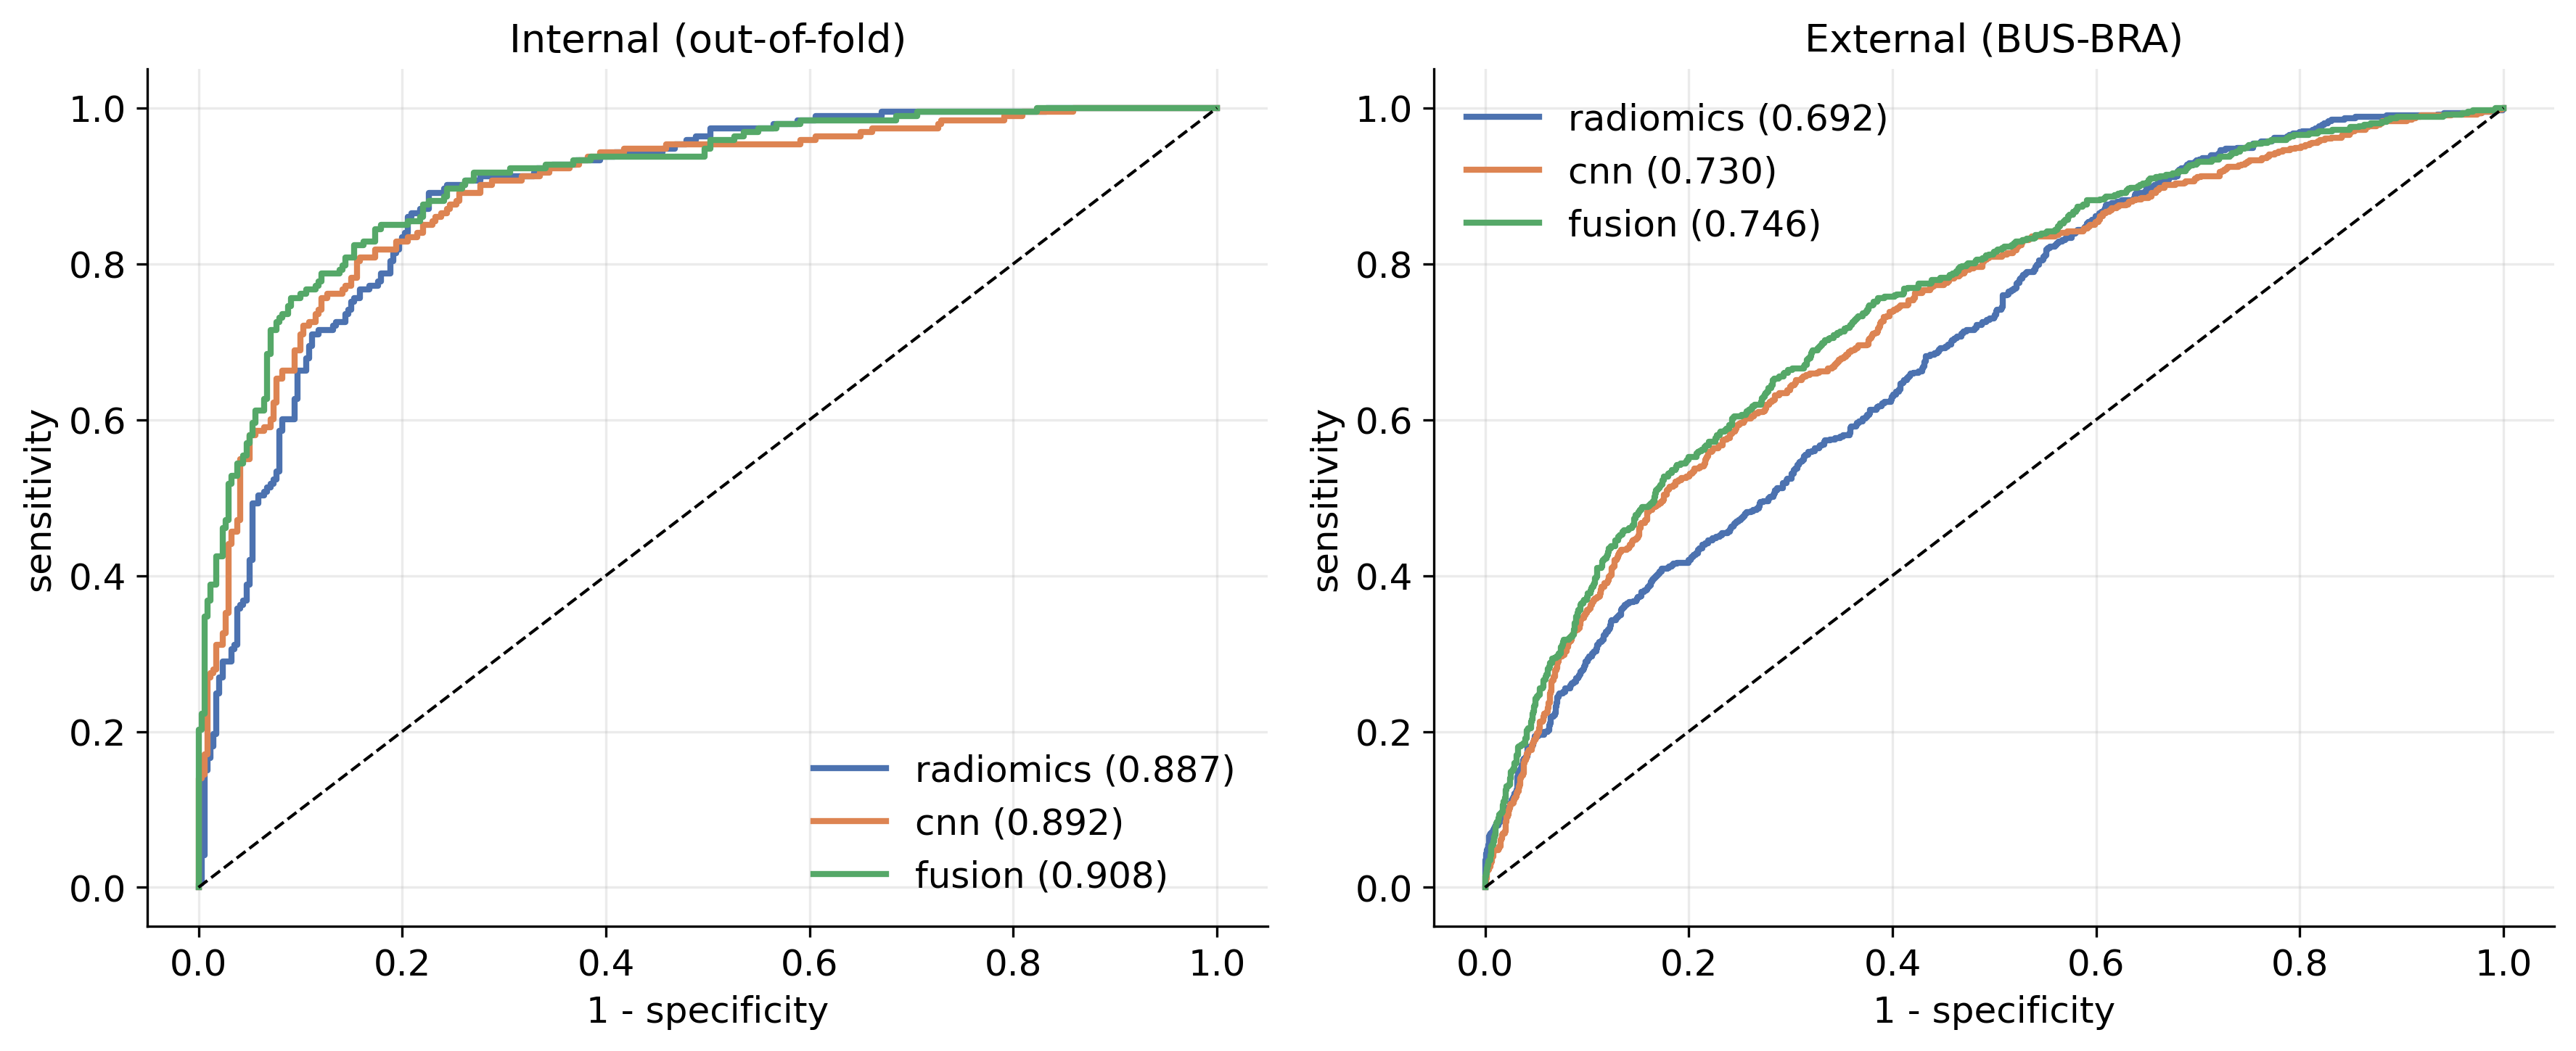 Internal (out-of-fold)
sensitivity
1.0
0.8
0.6
0.4
0.2
0.0
radiomics (0.887)
cnn (0.892)
fusion (0.908)
0.0 0.2 0.4 0.6 0.8 1.0
1 - specificity
External (BUS-BRA)
sensitivity
1.0
0.8
0.6
0.4
0.2
0.0
radiomics (0.692)
cnn (0.730)
fusion (0.746)
0.0 0.2 0.4 0.6 0.8 1.0
1 - specificity